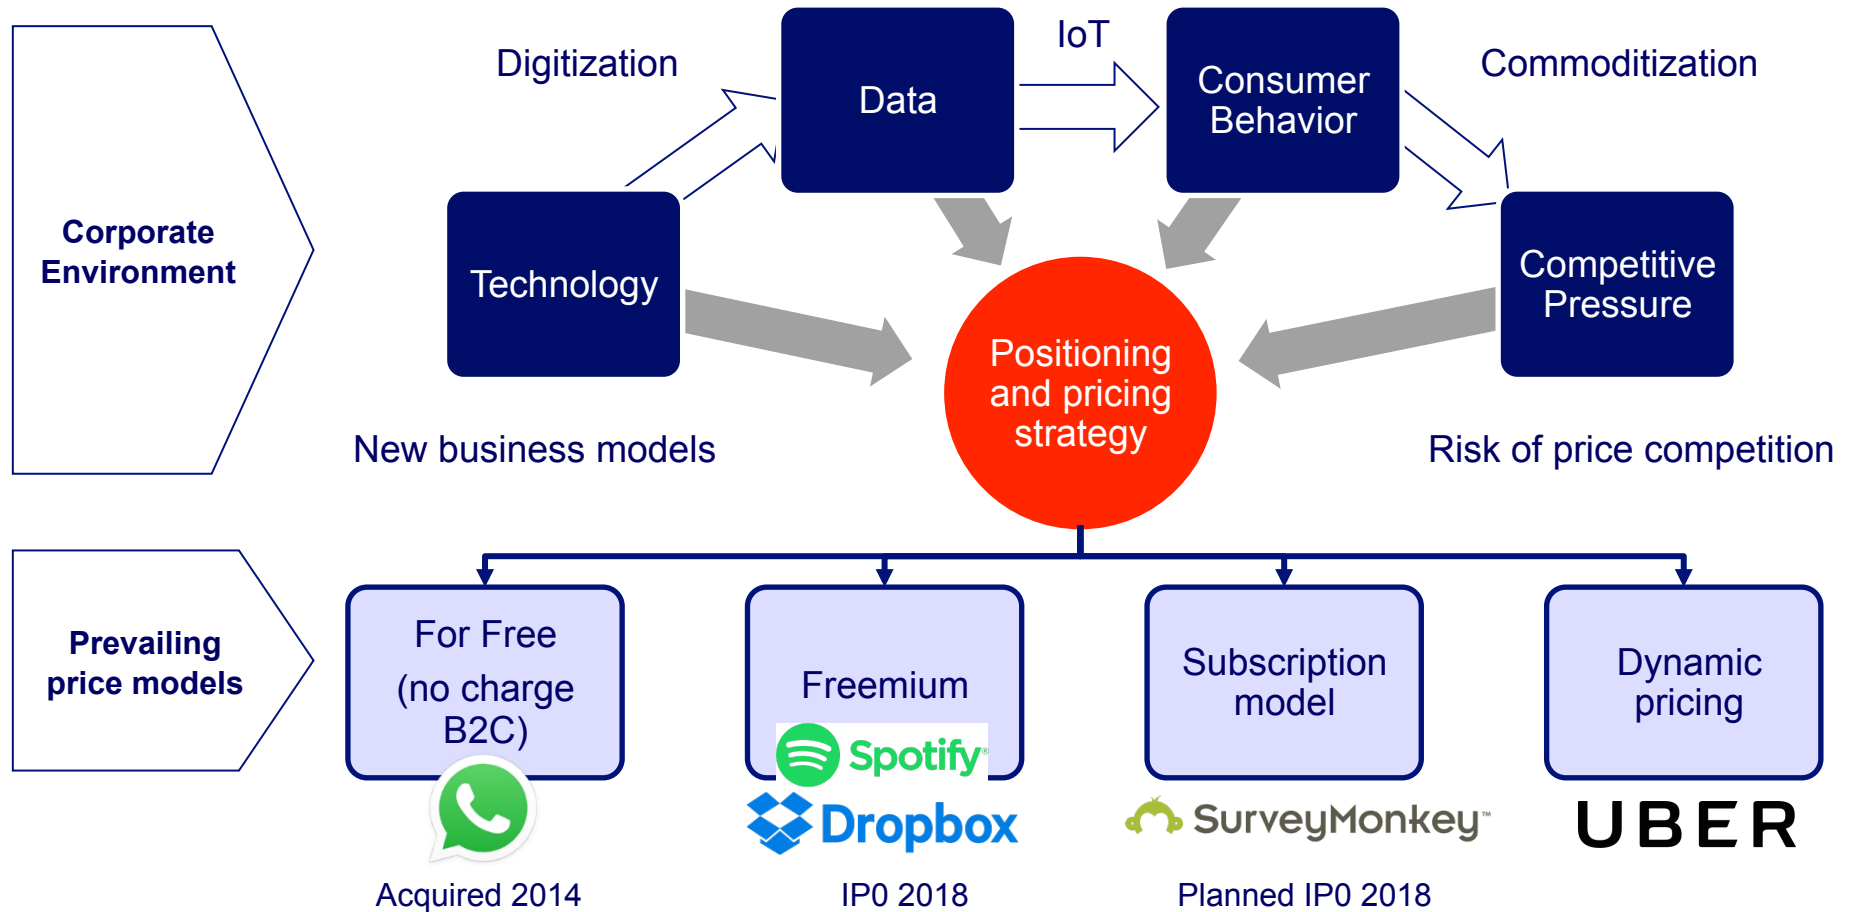 Corporate
Environment
Digitization
Data
IoT
Consumer
Behavior
Commoditization
Technology
Competitive
Pressure
Positioning
and pricing
strategy
New business models
Risk of price competition
Prevailing
price models
For Free
(no charge
B2C)
Freemium
Spotify®
Dropbox
Subscription
model
SurveyMonkey™
Dynamic
pricing
UBER
Acquired 2014
IP0 2018
Planned IP0 2018